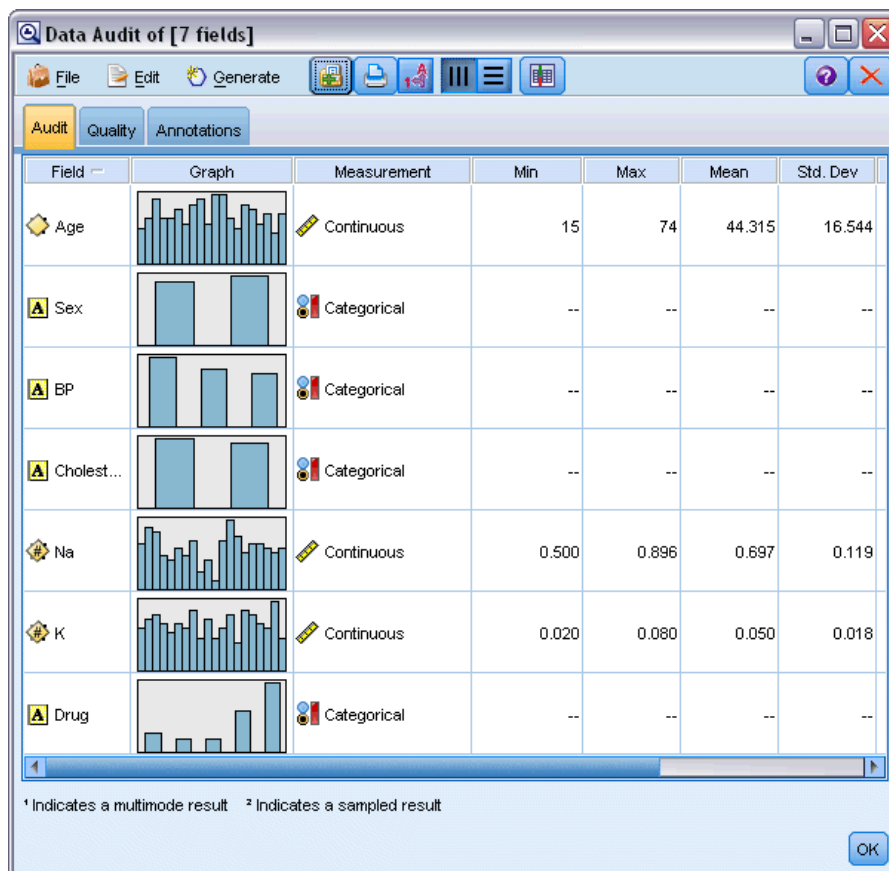 Data Audit of [7 fields]
File Edit Generate
Audit Quality Annotations
Field Graph Measurement Min Max Mean Std. Dev
Age Continuous 15 74 44.315 16.544
A Sex Categorical -- -- -- --
A BP Categorical -- -- -- --
A Cholest... Categorical -- -- -- --
# Na Continuous 0.500 0.896 0.697 0.119
# K Continuous 0.020 0.080 0.050 0.018
A Drug Categorical -- -- -- --
¹ Indicates a multimode result ² Indicates a sampled result
OK